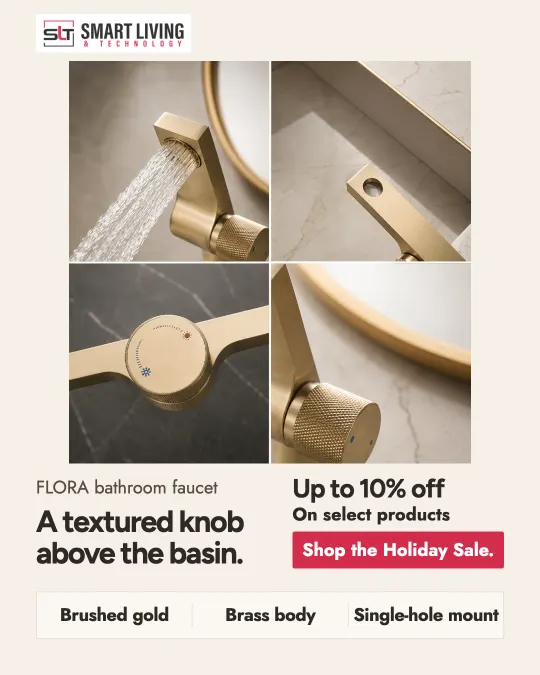 SLT SMART LIVING
& TECHNOLOGY
FLORA bathroom faucet
A textured knob
above the basin.
Up to 10% off
On select products
Shop the Holiday Sale.
Brushed gold
Brass body
Single-hole mount